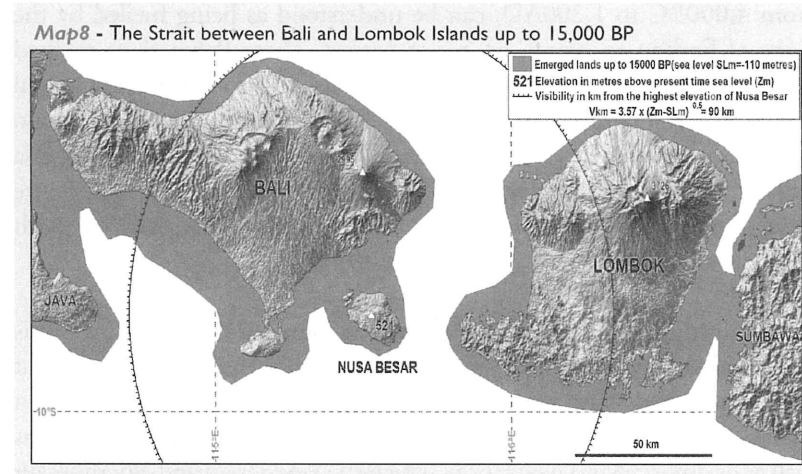 Map8 - The Strait between Bali and Lombok Islands up to 15,000 BP
Emerged lands up to 15000 BP(sea level SLm=-110 metres)
521 Elevation in metres above present time sea level (Zm)
Visibility in km from the highest elevation of Nusa Besar
Vkm = 3.57 x (Zm-SLm) 0.5 = 90 km
BALI
LOMBOK
JAVA
521
SUMBAWA
NUSA BESAR
10°S
115°E
116°E
50 km